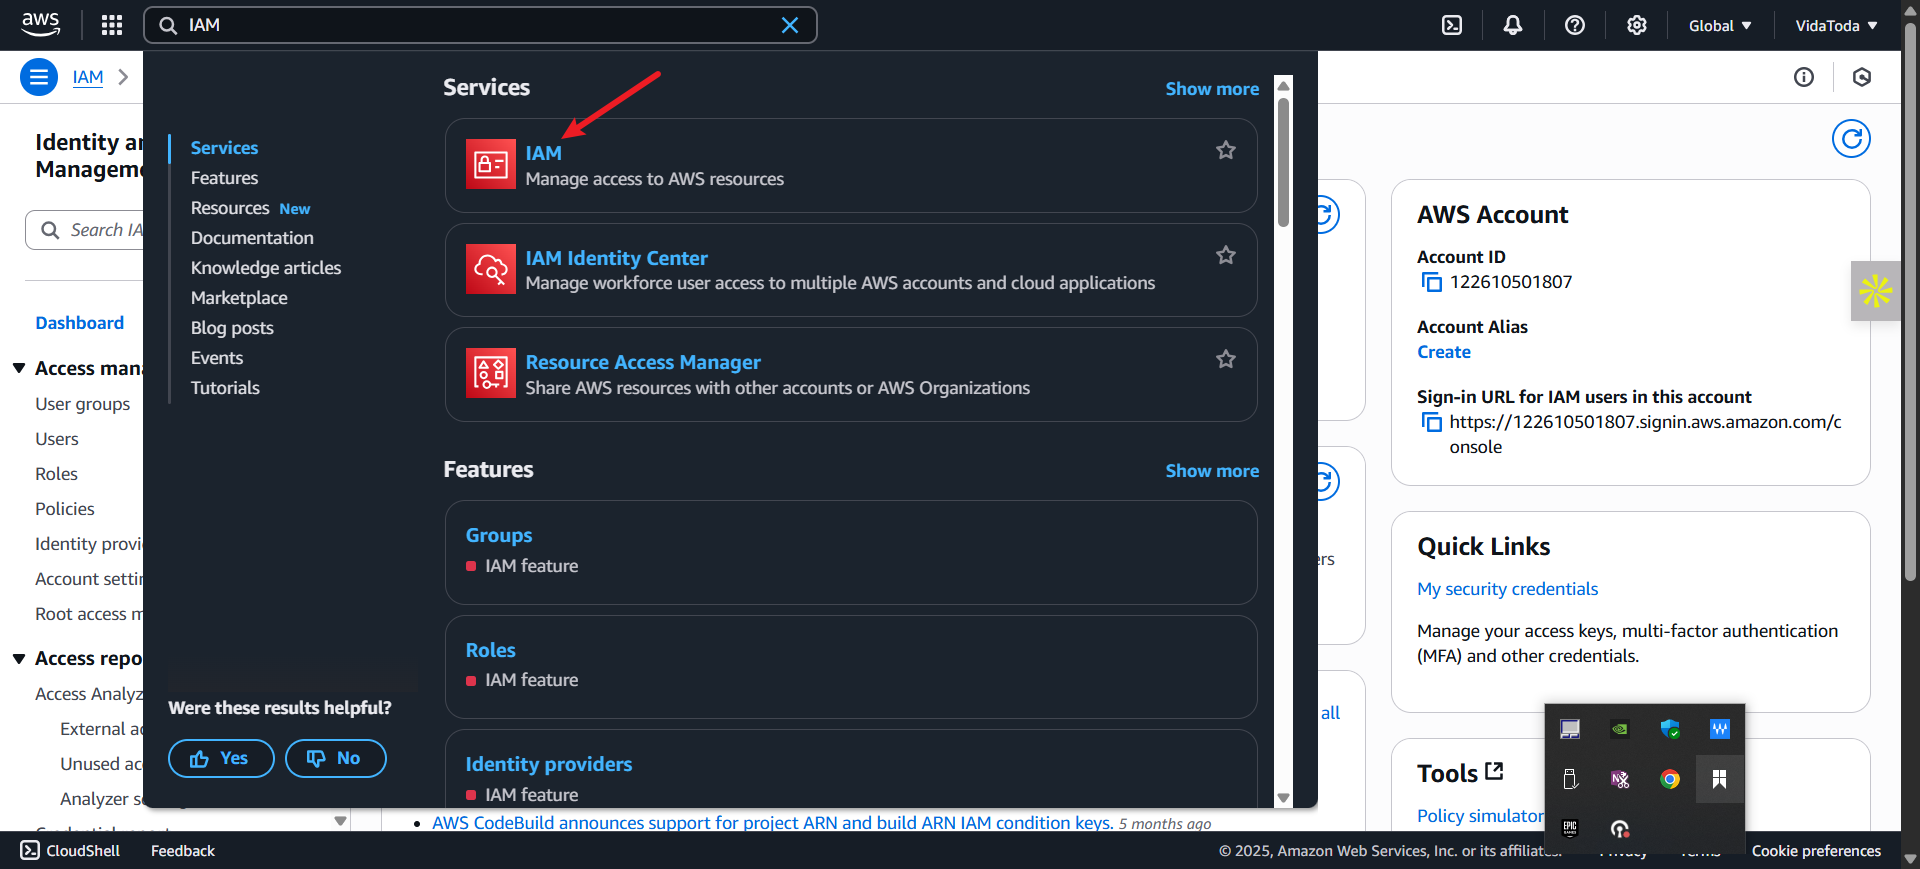 aws
IAM
Global
VidaToda
IAM
Identity a
Managem
Search IA
Dashboard
Access man
User groups
Users
Roles
Policies
Identity provi
Account setti
Root access m
Access repo
Access Analyz
External a
Unused ac
Analyzer s
Services
Features
Resources New
Documentation
Knowledge articles
Marketplace
Blog posts
Events
Tutorials
Were these results helpful?
Yes
No
Services
Show more
IAM
Manage access to AWS resources
IAM Identity Center
Manage workforce user access to multiple AWS accounts and cloud applications
Resource Access Manager
Share AWS resources with other accounts or AWS Organizations
Features
Show more
Groups
IAM feature
Roles
IAM feature
Identity providers
IAM feature
ers
all
AWS CodeBuild announces support for project ARN and build ARN IAM condition keys. 5 months ago
AWS Account
Account ID
122610501807
Account Alias
Create
Sign-in URL for IAM users in this account
https://122610501807.signin.aws.amazon.com/c
onsole
Quick Links
My security credentials
Manage your access keys, multi-factor authentication
(MFA) and other credentials.
Tools
Policy simulator
EPIC
GAMES
CloudShell
Feedback
© 2025, Amazon Web Services, Inc. or its affiliates.
Privacy
Terms
Cookie preferences